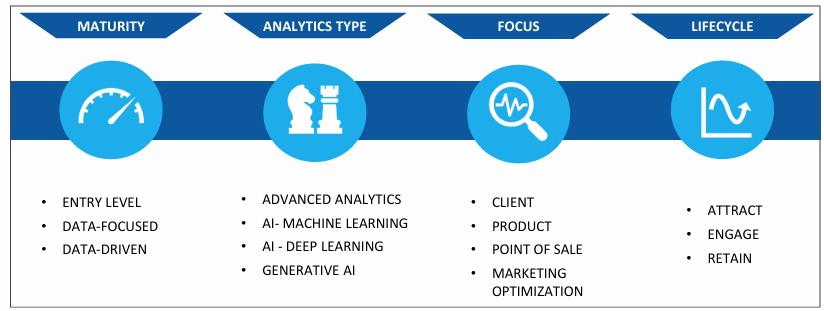 MATURITY
ANALYTICS TYPE
FOCUS
LIFECYCLE
• ENTRY LEVEL
• DATA-FOCUSED
• DATA-DRIVEN
• ADVANCED ANALYTICS
• AI- MACHINE LEARNING
• AI - DEEP LEARNING
• GENERATIVE AI
• CLIENT
• PRODUCT
• POINT OF SALE
• MARKETING
OPTIMIZATION
• ATTRACT
• ENGAGE
• RETAIN